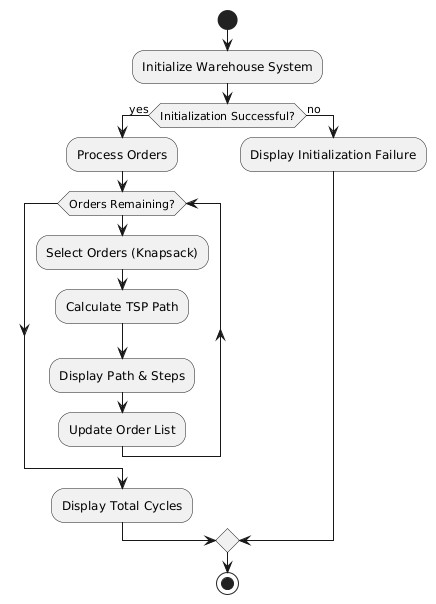 Initialize Warehouse System
yes
Initialization Successful?
no
Process Orders
Display Initialization Failure
Orders Remaining?
Select Orders (Knapsack)
Calculate TSP Path
Display Path & Steps
Update Order List
Display Total Cycles